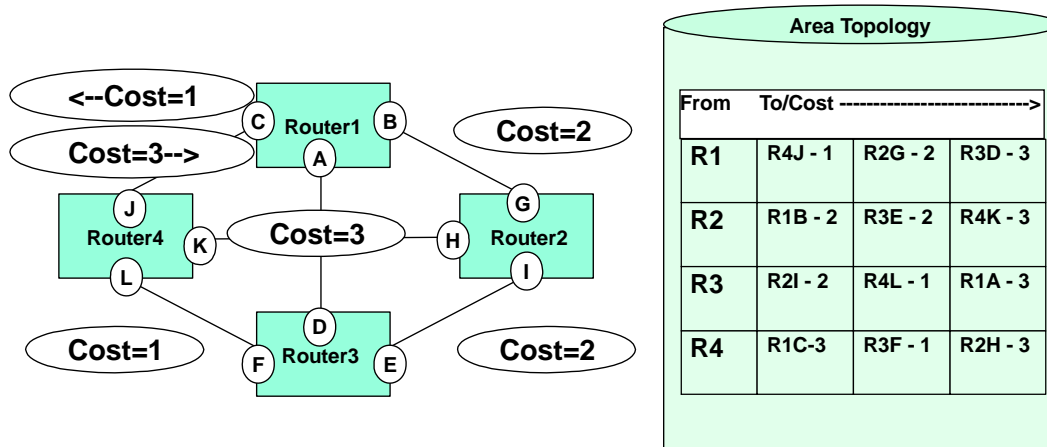 Area Topology
<--Cost=1
Cost=3-->
Cost=2
C
Router1
B
A
J
Router4
K
L
Cost=3
G
H
Router2
I
Cost=1
D
Router3
F
E
Cost=2
From To/Cost ---------------------------->
R1 R4J - 1 R2G - 2 R3D - 3
R2 R1B - 2 R3E - 2 R4K - 3
R3 R2I - 2 R4L - 1 R1A - 3
R4 R1C-3 R3F - 1 R2H - 3